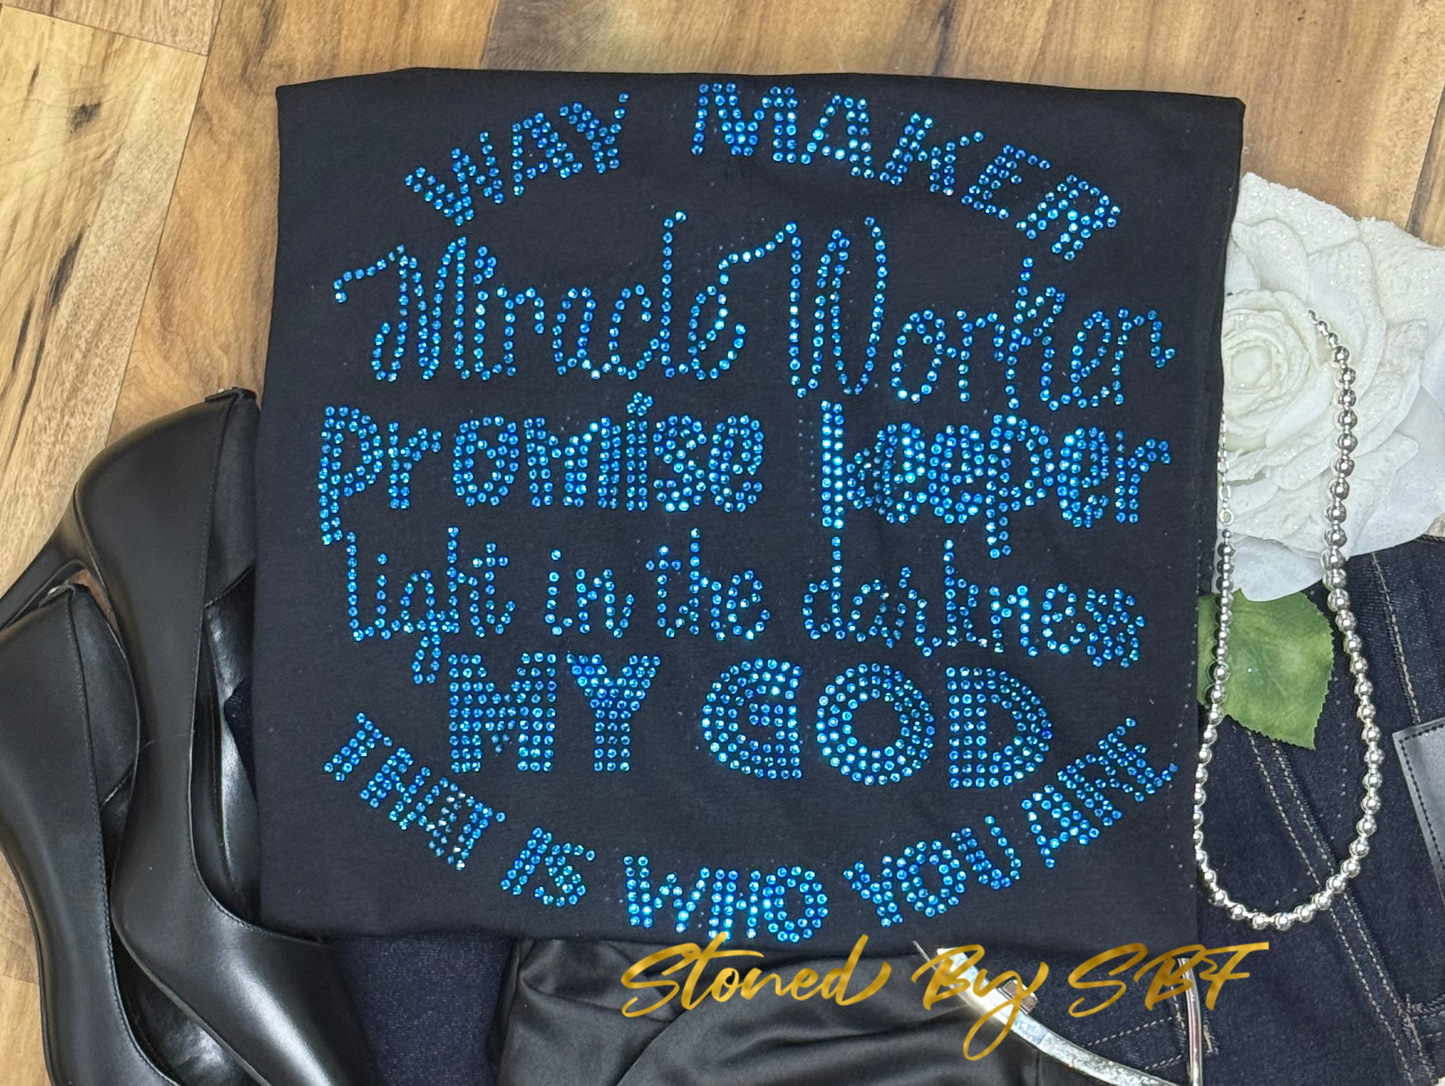 WAY MAKER
Miracle Worker
promise keeper
light in the darkness
MY GOD
THAT IS WHO YOU ARE
Stoned By SBF